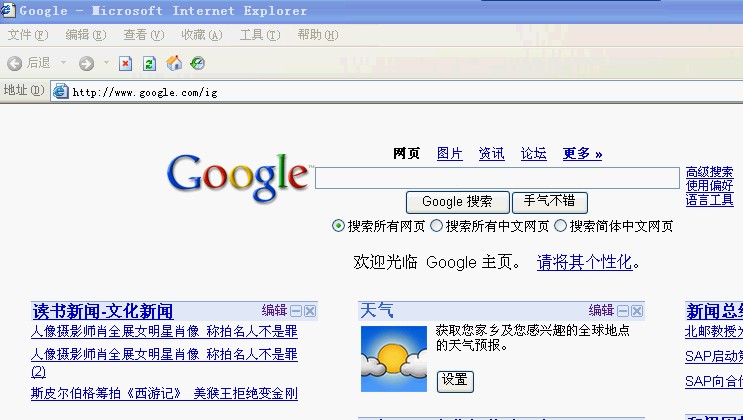 Google - Microsoft Internet Explorer
文件(F) 编辑(E) 查看(V) 收藏(A) 工具(T) 帮助(H)
后退
地址(D) http://www.google.com/ig
网页 图片 资讯 论坛 更多 »
Google™
高级搜索
使用偏好
语言工具
Google 搜索 手气不错
搜索所有网页 搜索所有中文网页 搜索简体中文网页
欢迎光临 Google 主页。 请将其个性化。
读书新闻-文化新闻 编辑
人像摄影师肖全展女明星肖像 称拍名人不是罪
人像摄影师肖全展女明星肖像 称拍名人不是罪
(2)
斯皮尔伯格筹拍《西游记》 美猴王拒绝变金刚
天气 编辑
获取您家乡及您感兴趣的全球地点
的天气预报。
设置
新闻总
北邮教授
SAP启动
SAP向合